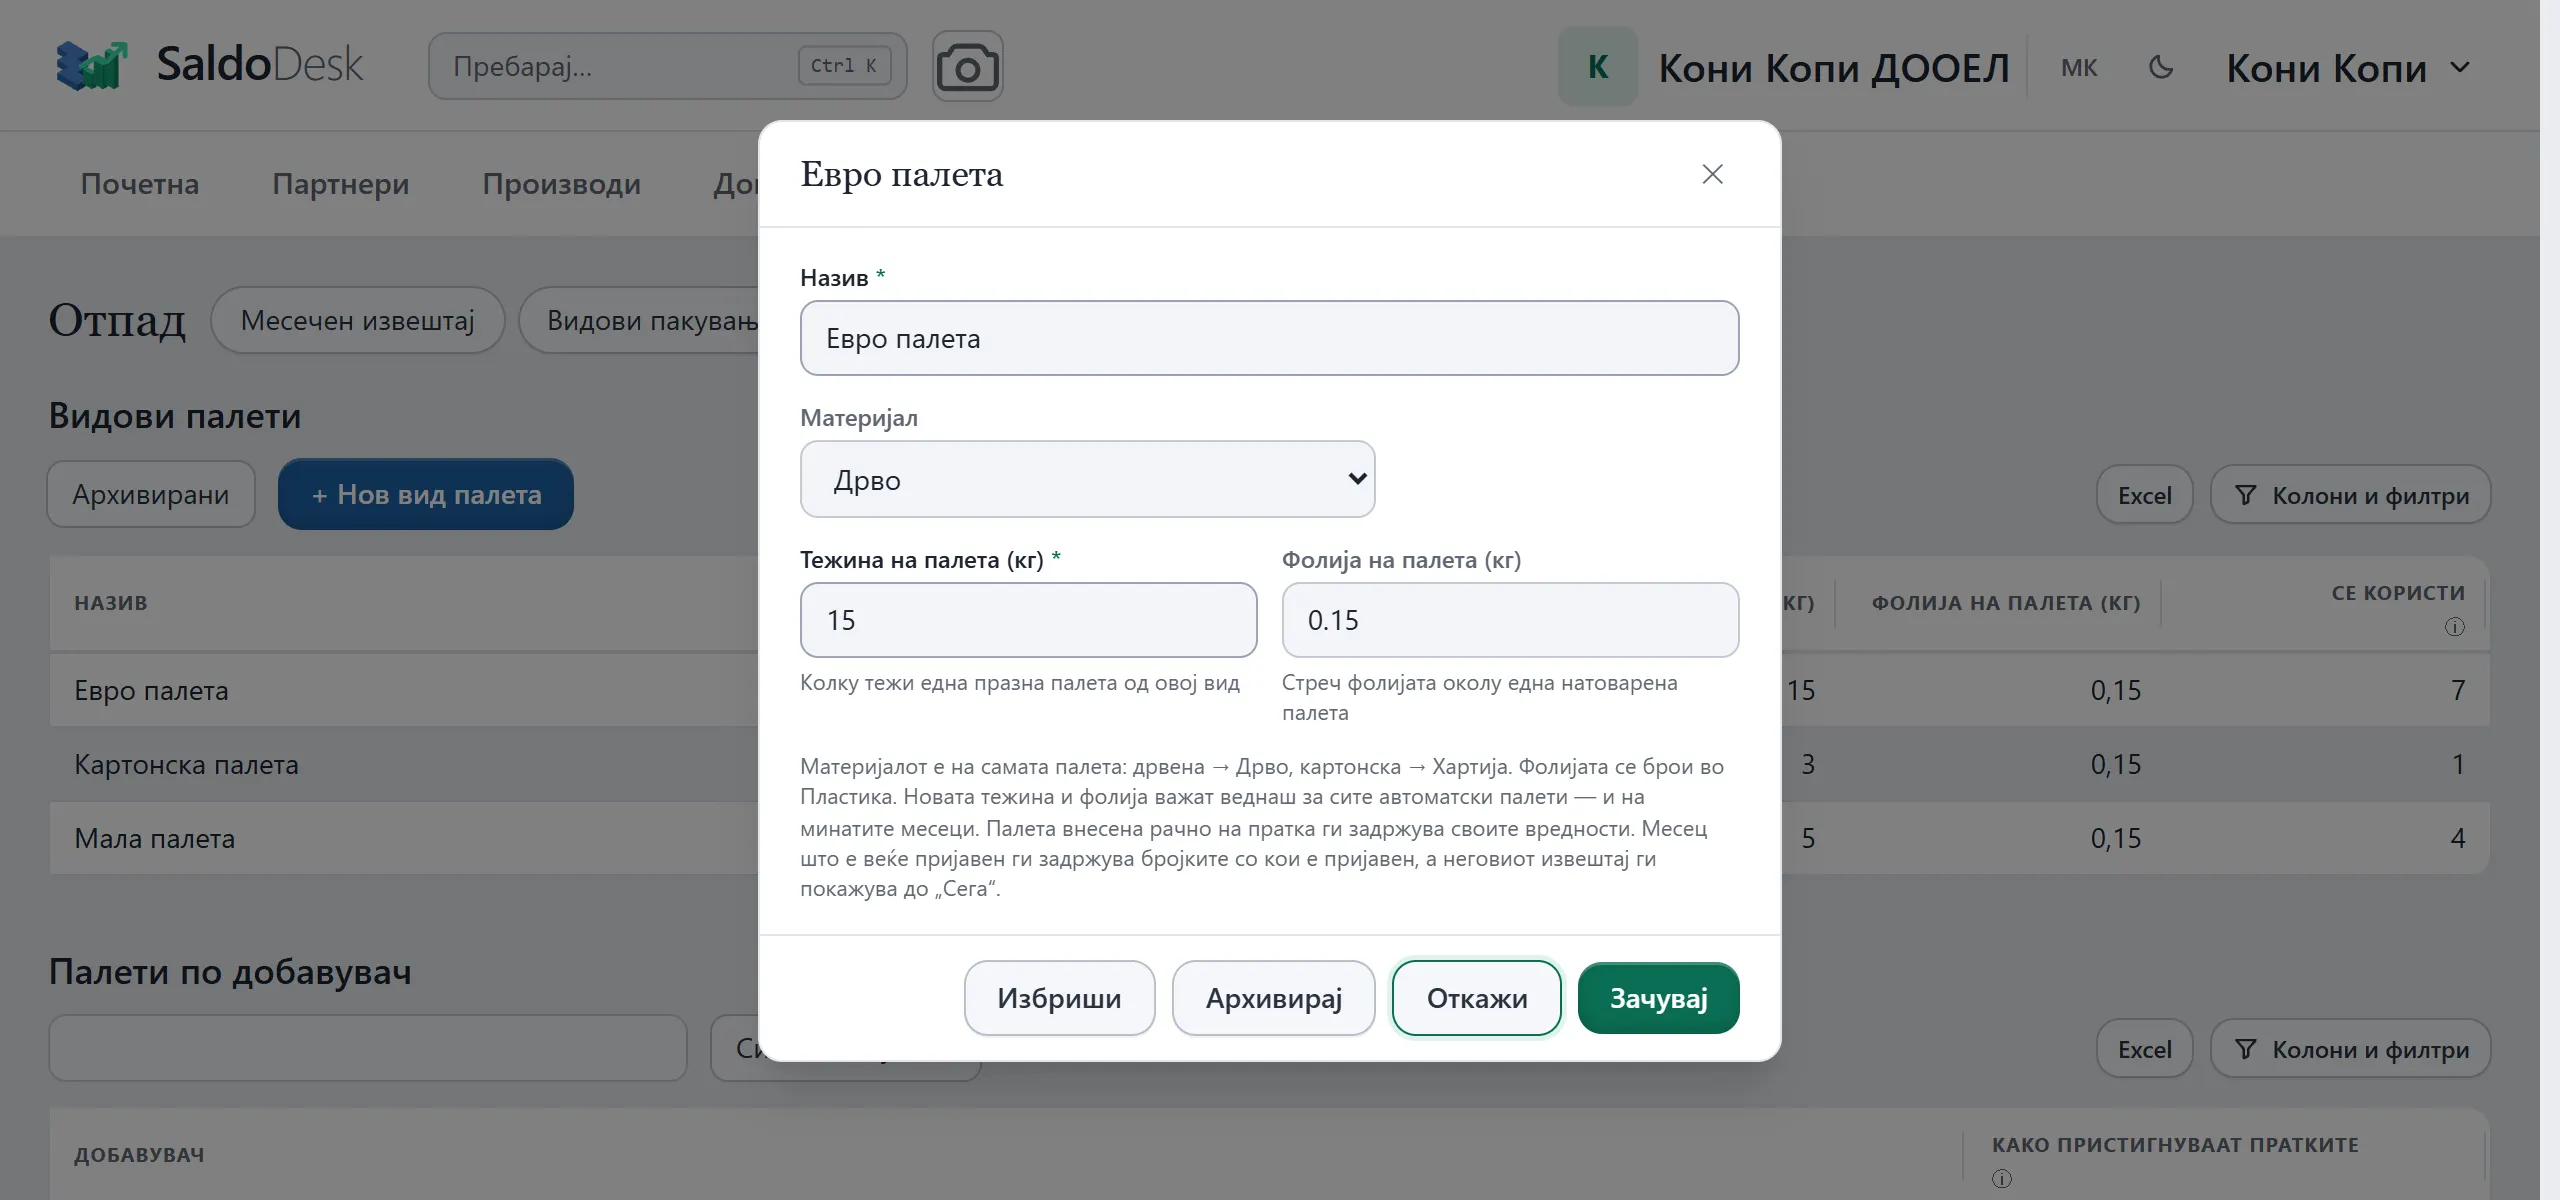 SaldoDesk
Пребарај...
Ctrl K
К
Кони Копи ДООЕЛ
МК
Кони Копи
Почетна
Партнери
Производи
Отпад
Месечен извештај
Видови палети
Архивирани
+ Нов вид палета
Excel
Колони и филтри
НАЗИВ
КГ)
ФОЛИЈА НА ПАЛЕТА (КГ)
СЕ КОРИСТИ
Евро палета
15
0,15
7
Картонска палета
3
0,15
1
Мала палета
5
0,15
4
Палети по добавувач
Excel
Колони и филтри
ДОБАВУВАЧ
КАКО ПРИСТИГНУВААТ ПРАТКИТЕ
Евро палета
Назив *
Евро палета
Материјал
Дрво
Тежина на палета (кг) *
Фолија на палета (кг)
15
0.15
Колку тежи една празна палета од овој вид
Стреч фолијата околу една натоварена
палета
Материјалот е на самата палета: дрвена → Дрво, картонска → Хартија. Фолијата се брои во
Пластика. Новата тежина и фолија важат веднаш за сите автоматски палети — и на
минатите месеци. Палета внесена рачно на пратка ги задржува своите вредности. Месец
што е веќе пријавен ги задржува бројките со кои е пријавен, а неговиот извештај ги
покажува до „Сега“.
Избриши
Архивирај
Откажи
Зачувај